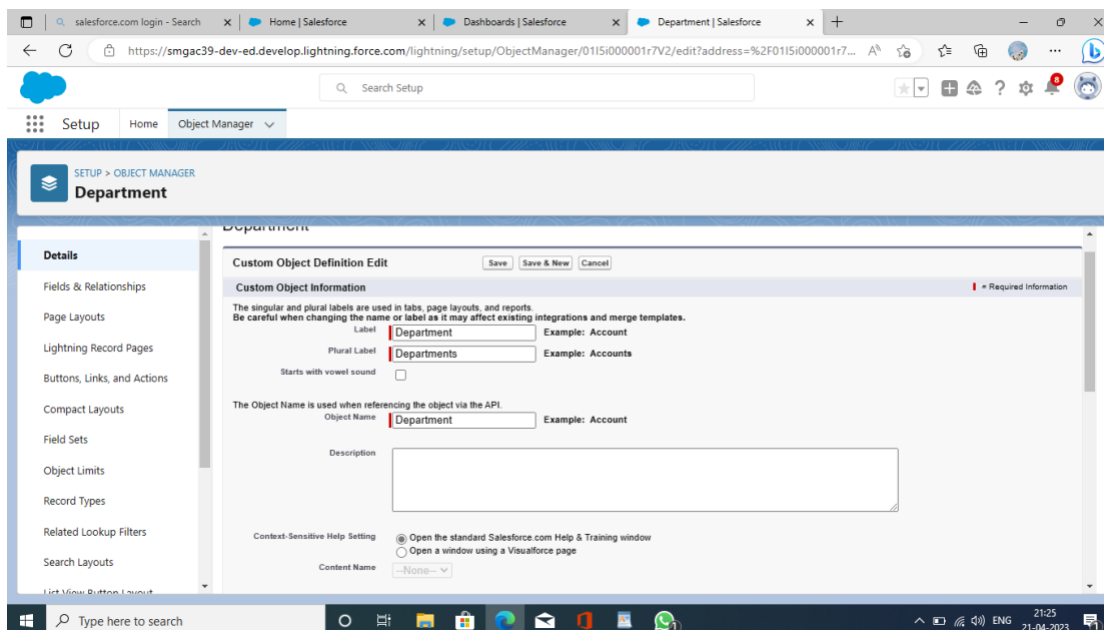 salesforce.com login - Search
Home | Salesforce
Dashboards | Salesforce
Department | Salesforce
https://smgac39-dev-ed.develop.lightning.force.com/lightning/setup/ObjectManager/01I5i000001r7V2/edit?address=%2F01I5i000001r7...
Search Setup
8
Setup
Home
Object Manager
SETUP > OBJECT MANAGER
Department
Department
Details
Fields & Relationships
Page Layouts
Lightning Record Pages
Buttons, Links, and Actions
Compact Layouts
Field Sets
Object Limits
Record Types
Related Lookup Filters
Search Layouts
List View Button Layout
Custom Object Definition Edit
Save
Save & New
Cancel
Custom Object Information
= Required Information
The singular and plural labels are used in tabs, page layouts, and reports.
Be careful when changing the name or label as it may affect existing integrations and merge templates.
Label Department Example: Account
Plural Label Departments Example: Accounts
Starts with vowel sound
The Object Name is used when referencing the object via the API.
Object Name Department Example: Account
Description
Context-Sensitive Help Setting Open the standard Salesforce.com Help & Training window
Open a window using a Visualforce page
Content Name --None--
Type here to search
ENG
21:25
21-04-2023
1